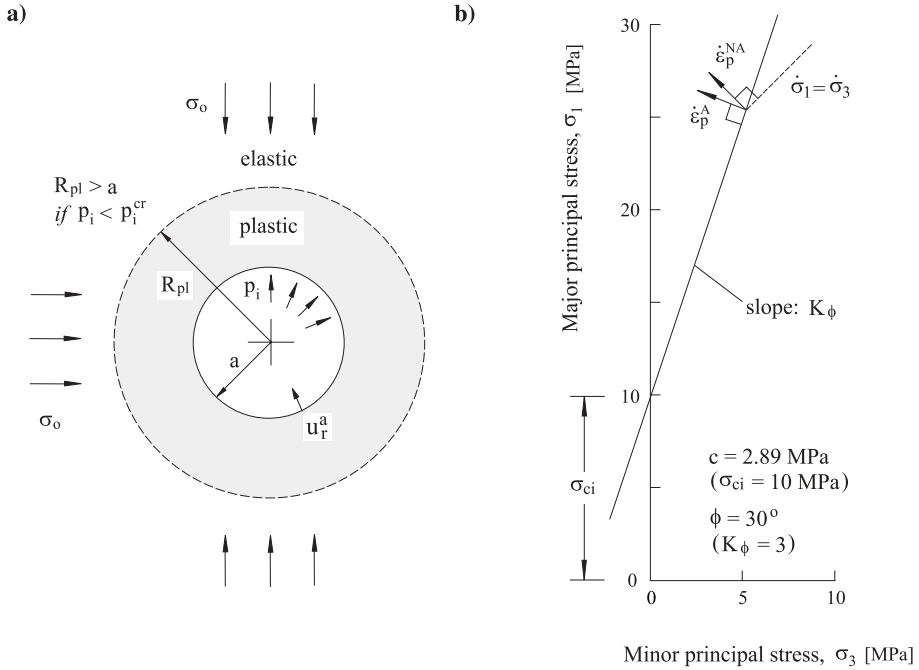 a)
σo
elastic
Rpl > a
if pi < pi^cr
plastic
Rpl
pi
a
σo
ur^a
b)
30
20
10
0
Major principal stress, σ1 [MPa]
ε̇p^NA
σ̇1 = σ̇3
ε̇p^A
slope: Kϕ
σci
c = 2.89 MPa
(σci = 10 MPa)
ϕ = 30°
(Kϕ = 3)
0
5
10
Minor principal stress, σ3 [MPa]